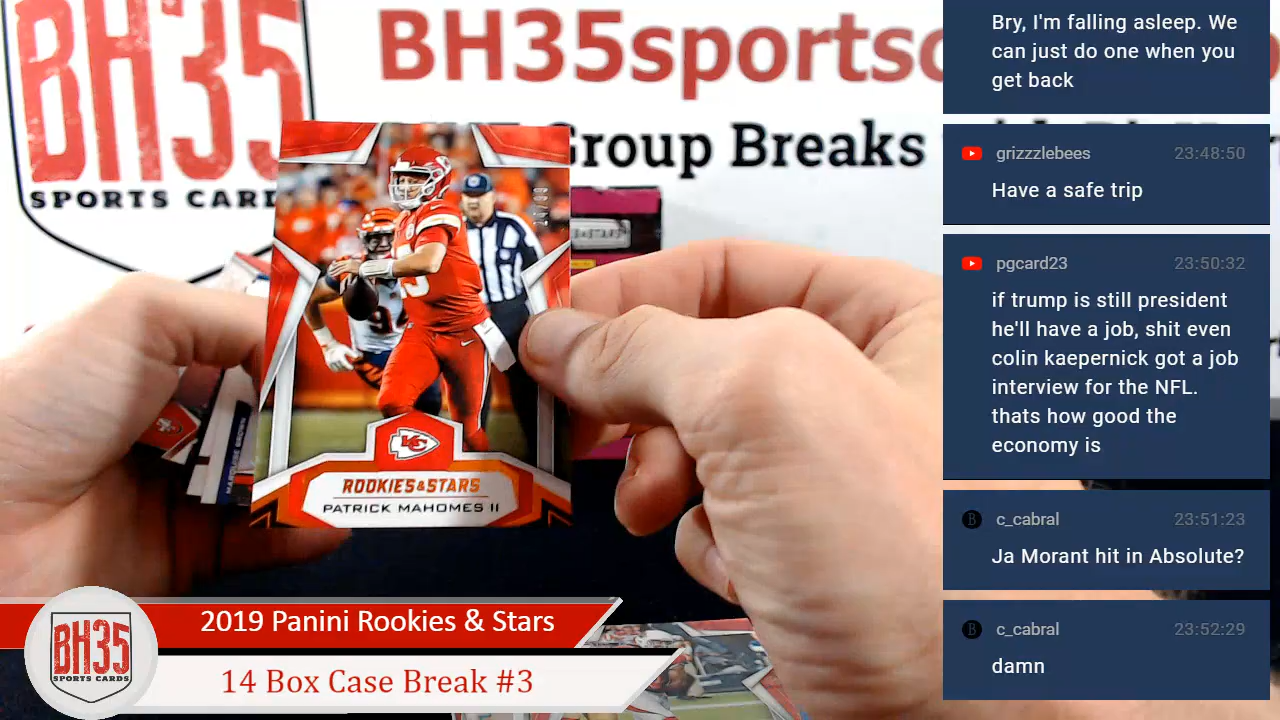 BH35
SPORTS CARD
BH35sportsc
Group Breaks
ROOKIES & STARS
PATRICK MAHOMES II
MARQUISE BROWN
2019 Panini Rookies & Stars
14 Box Case Break #3
BH35
SPORTS CARDS
Bry, I'm falling asleep. We
can just do one when you
get back
grizzzlebees 23:48:50
Have a safe trip
pgcard23 23:50:32
if trump is still president
he'll have a job, shit even
colin kaepernick got a job
interview for the NFL.
thats how good the
economy is
c_cabral 23:51:23
Ja Morant hit in Absolute?
c_cabral 23:52:29
damn